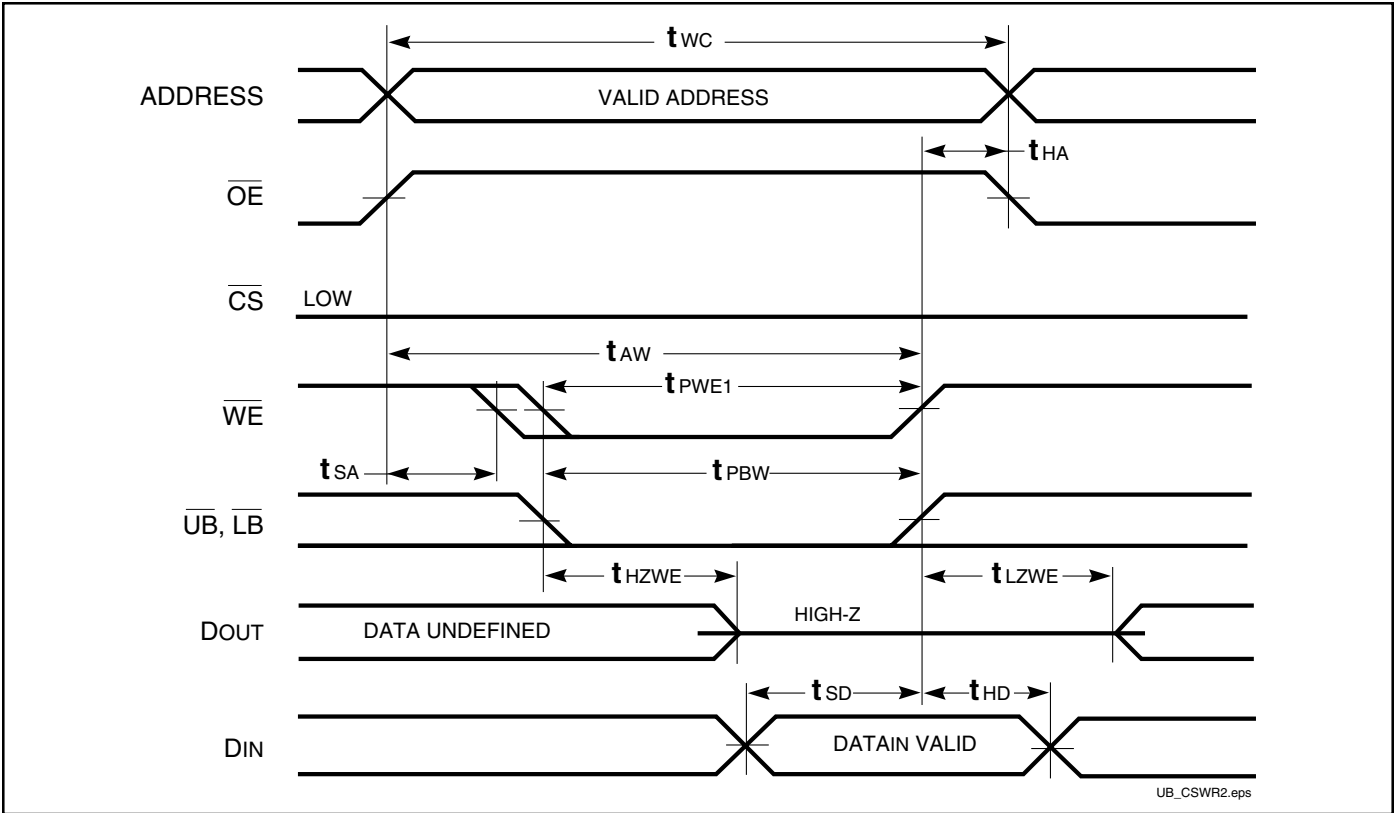 tWC
ADDRESS VALID ADDRESS
tHA
OE
CS LOW
tAW
tPWE1
WE
tSA tPBW
UB, LB
tHZWE tLZWE
DOUT DATA UNDEFINED HIGH-Z
tSD tHD
DIN DATAIN VALID
UB_CSWR2.eps